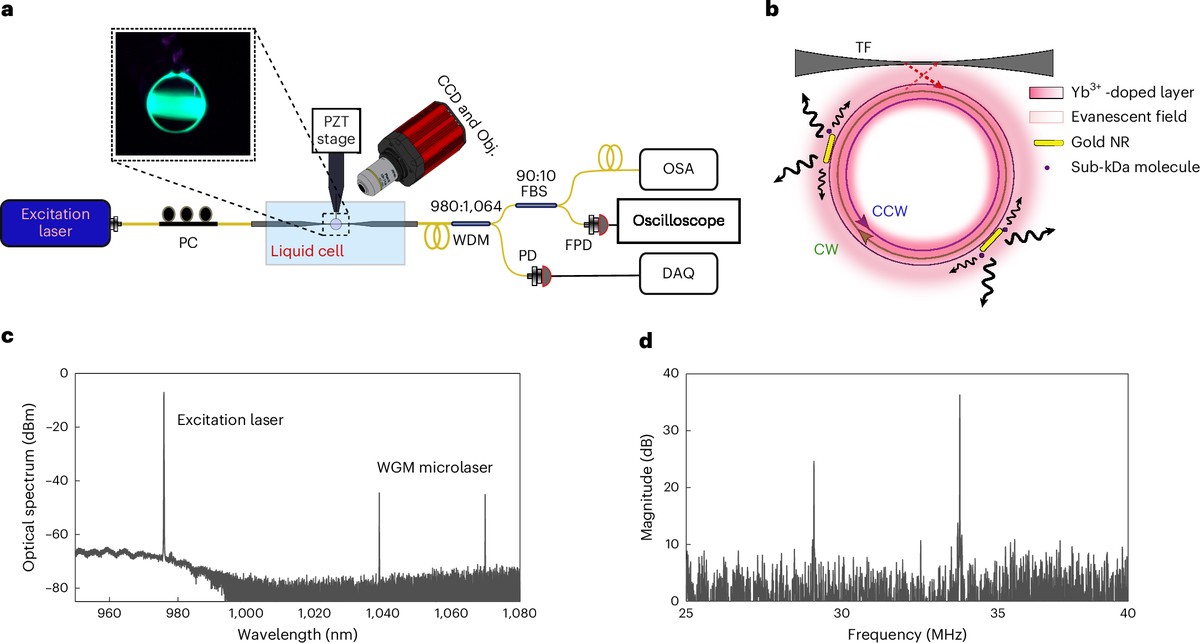 a
PZT
stage
CCD and Obj.
Excitation
laser
PC
Liquid cell
980:1,064
WDM
90:10
FBS
OSA
FPD
Oscilloscope
PD
DAQ
b
TF
Yb3+ -doped layer
Evanescent field
Gold NR
Sub-kDa molecule
CCW
CW
c
Optical spectrum (dBm)
0
–20
–40
–60
–80
Excitation laser
WGM microlaser
960
980
1,000
1,020
1,040
1,060
1,080
Wavelength (nm)
d
Magnitude (dB)
40
30
20
10
0
25
30
35
40
Frequency (MHz)